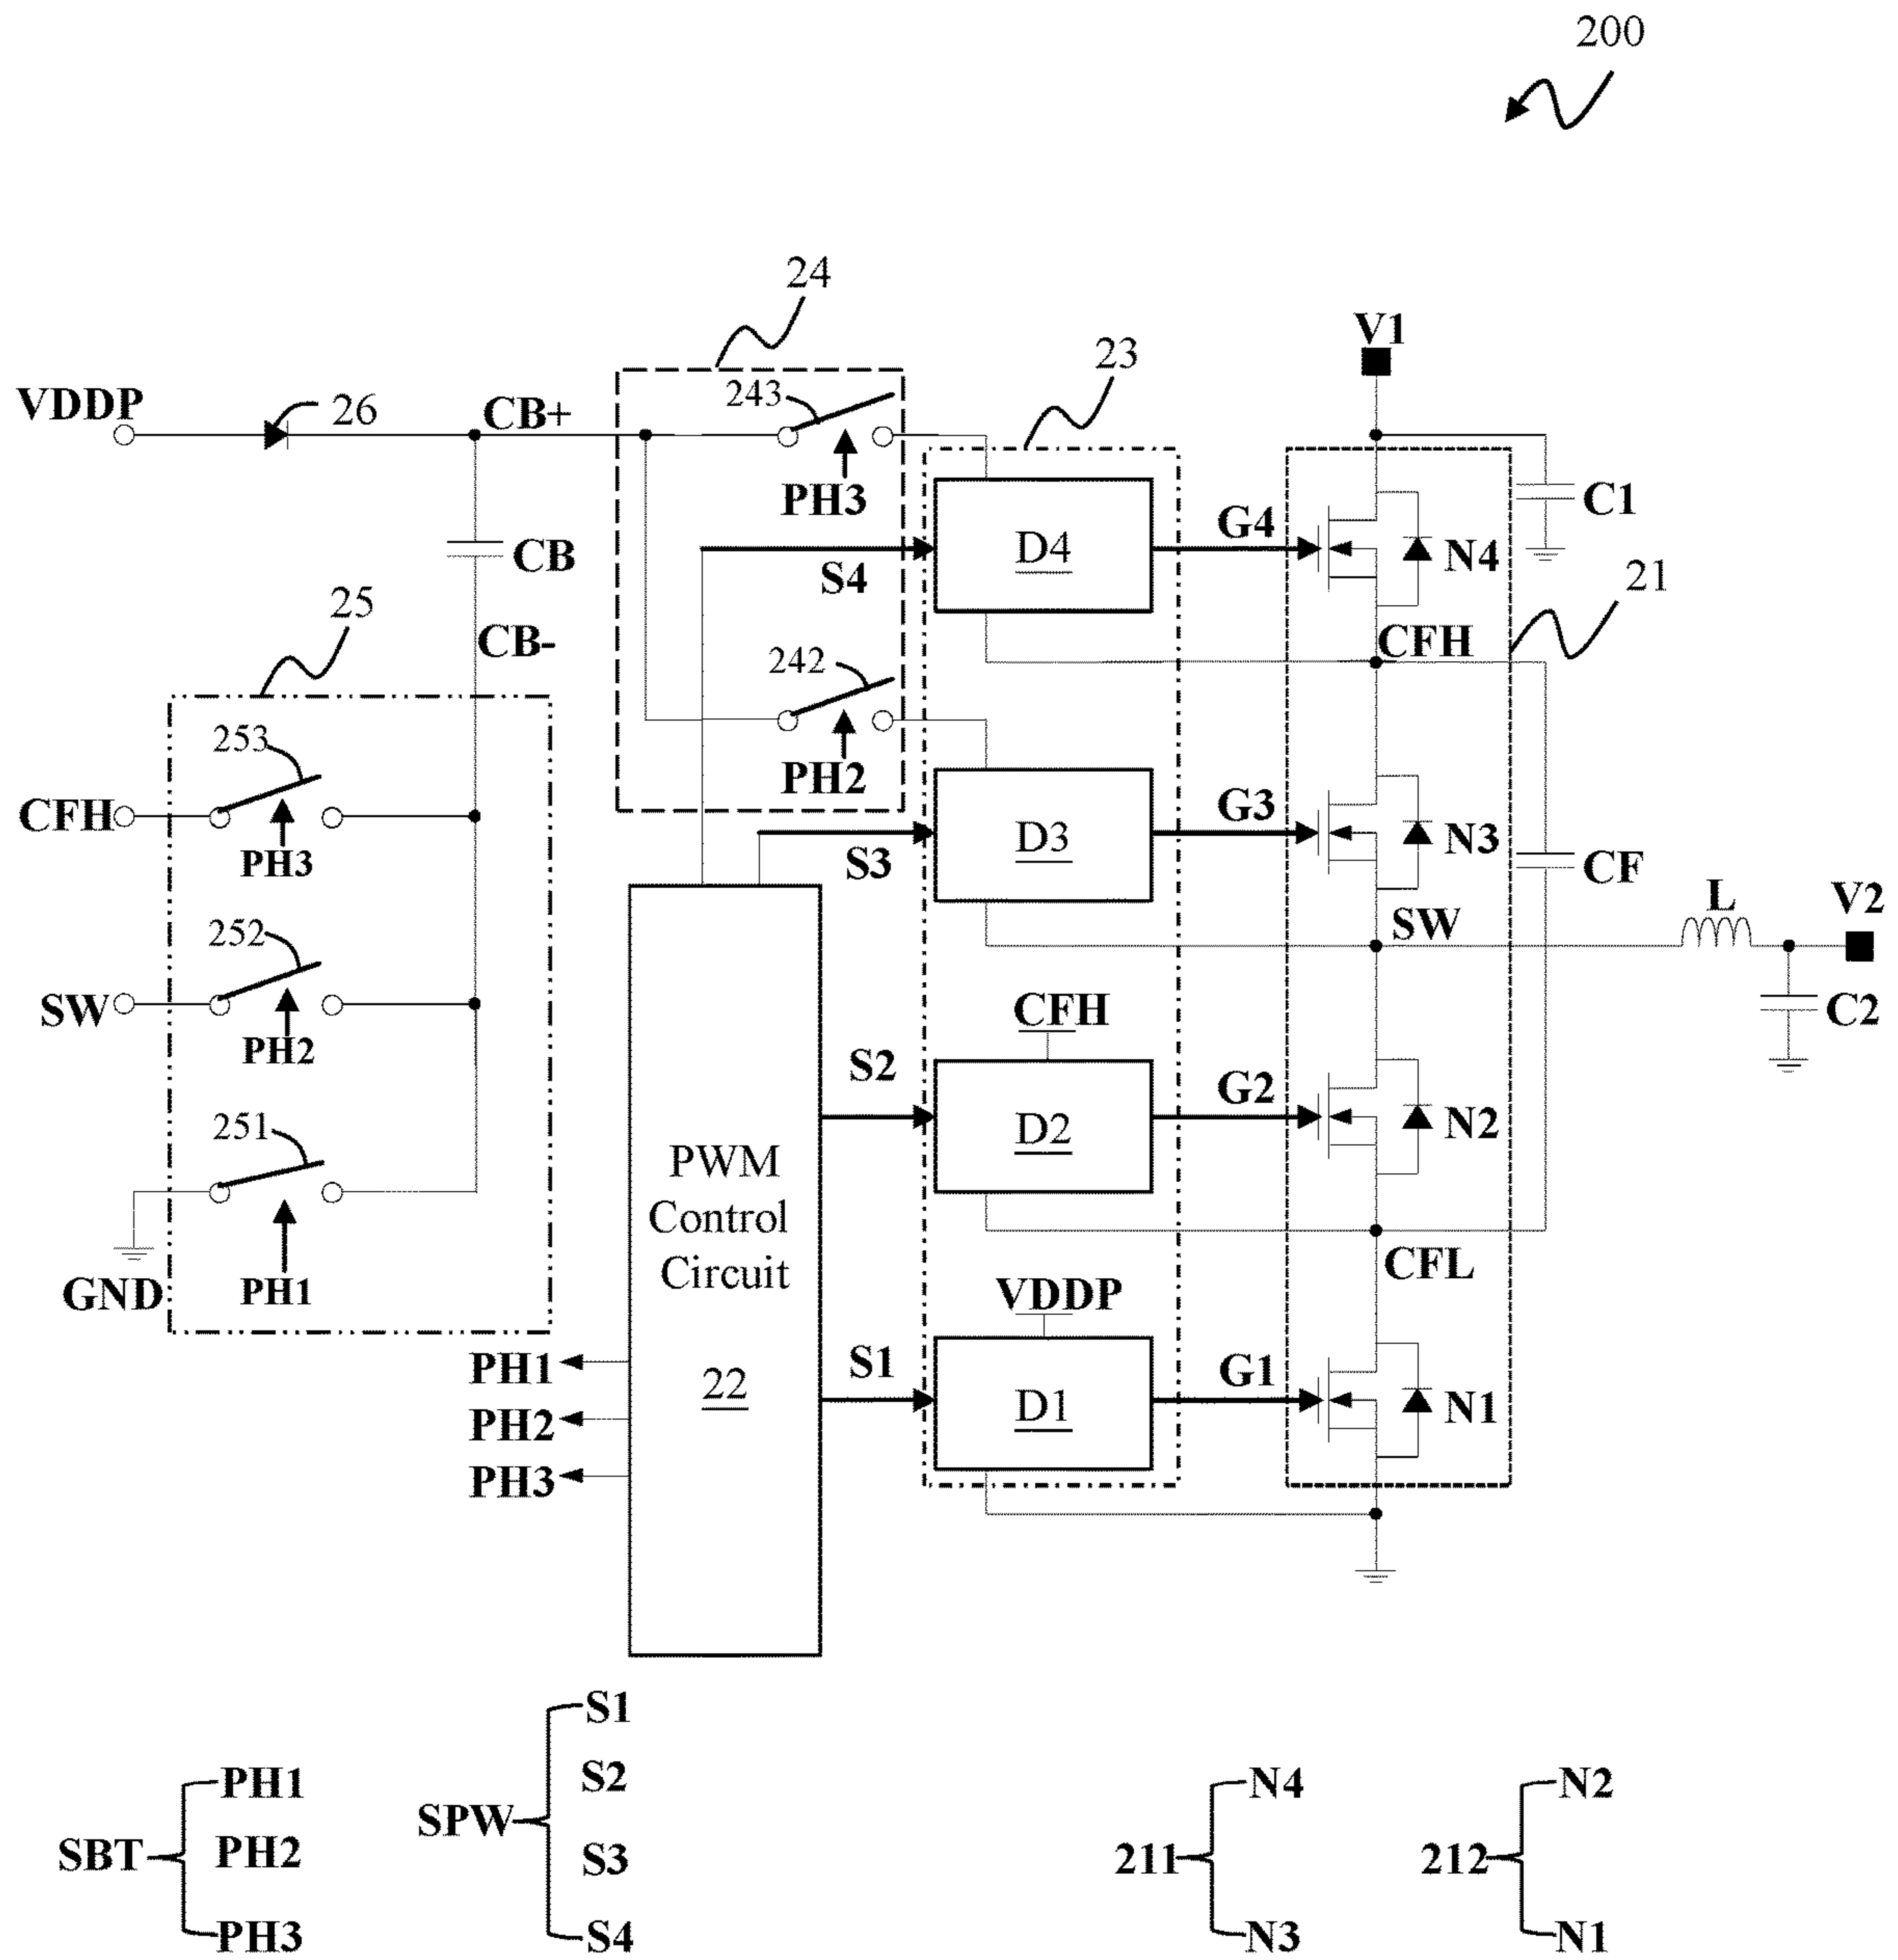 200
24
V1
23
VDDP
26
CB+
243
PH3
C1
G4
D4
N4
S4
CB
21
25
CB-
CFH
242
253
PH2
G3
CFH
D3
N3
S3
PH3
CF
L
V2
252
SW
SW
CFH
C2
PH2
S2
G2
251
D2
N2
PWM
Control
Circuit
CFL
GND
PH1
VDDP
PH1
S1
G1
22
D1
N1
PH2
PH3
S1
PH1
S2
N4
N2
SPW
SBT
PH2
S3
211
212
PH3
S4
N3
N1